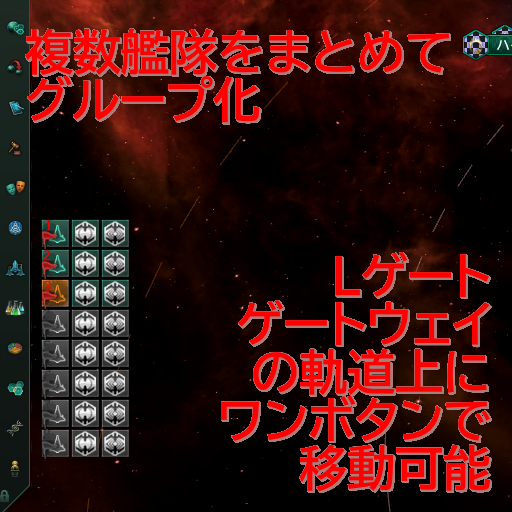 複数艦隊をまとめて
グループ化
ハ
Lゲート
ゲートウェイ
の軌道上に
ワンボタンで
移動可能